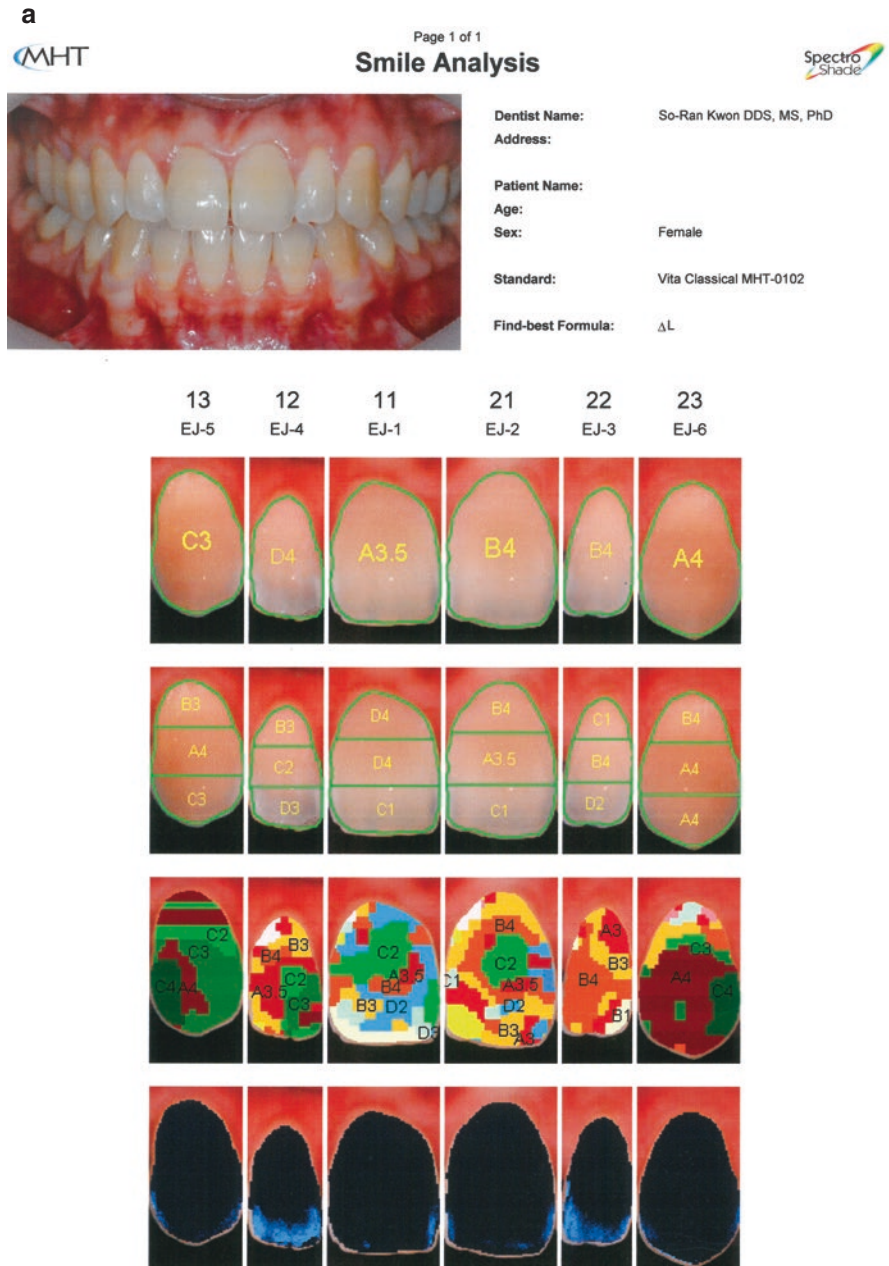 a
Page 1 of 1
MHT
Smile Analysis
Spectro
Shade
Dentist Name: So-Ran Kwon DDS, MS, PhD
Address:
Patient Name:
Age:
Sex: Female
Standard: Vita Classical MHT-0102
Find-best Formula: ΔL
13 12 11 21 22 23
EJ-5 EJ-4 EJ-1 EJ-2 EJ-3 EJ-6
C3 D4 A3.5 B4 B4 A4
B3 B3 D4 B4 C1 B4
A4 C2 D4 A3.5 B4 A4
C3 D3 C1 C1 D2 A4
C2 C3 C4 A4
B3 B4 C2 A3.5 C3
C2 A3.5 B4 B3 D2 D3
B4 C2 C1 A3.5 D2 B3 A3
A3 B3 B4 B1
C3 A4 C4